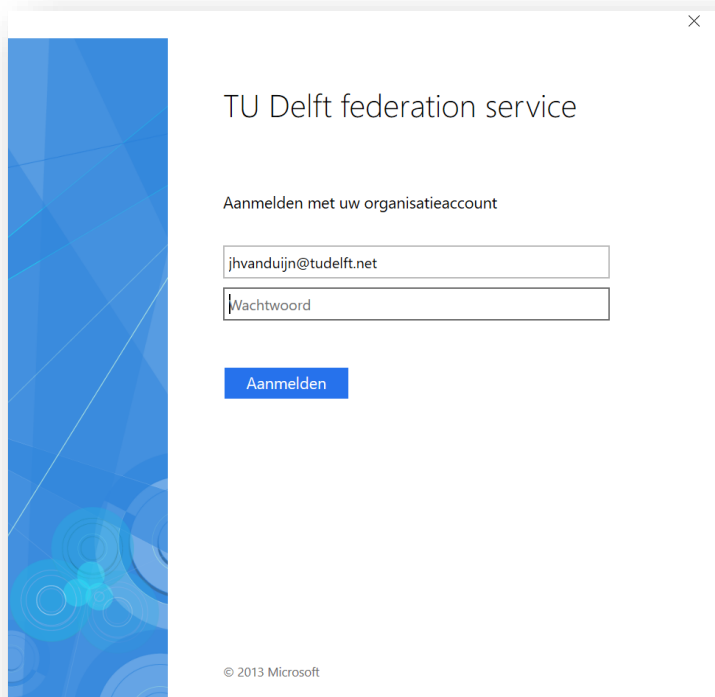 TU Delft federation service
Aanmelden met uw organisatieaccount
jhvanduijn@tudelft.net
Wachtwoord
Aanmelden
© 2013 Microsoft